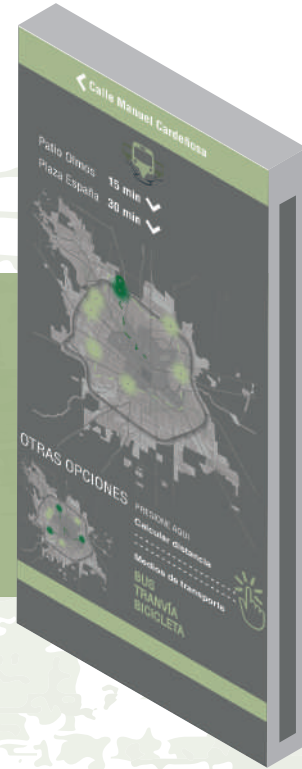 Calle Manuel Cardeñosa
Patio Olmos 15 min
Plaza España 30 min
OTRAS OPCIONES
PRESIONE AQUI
Calcular distancia
Medios de transporte
BUS
TRANVÍA
BICICLETA